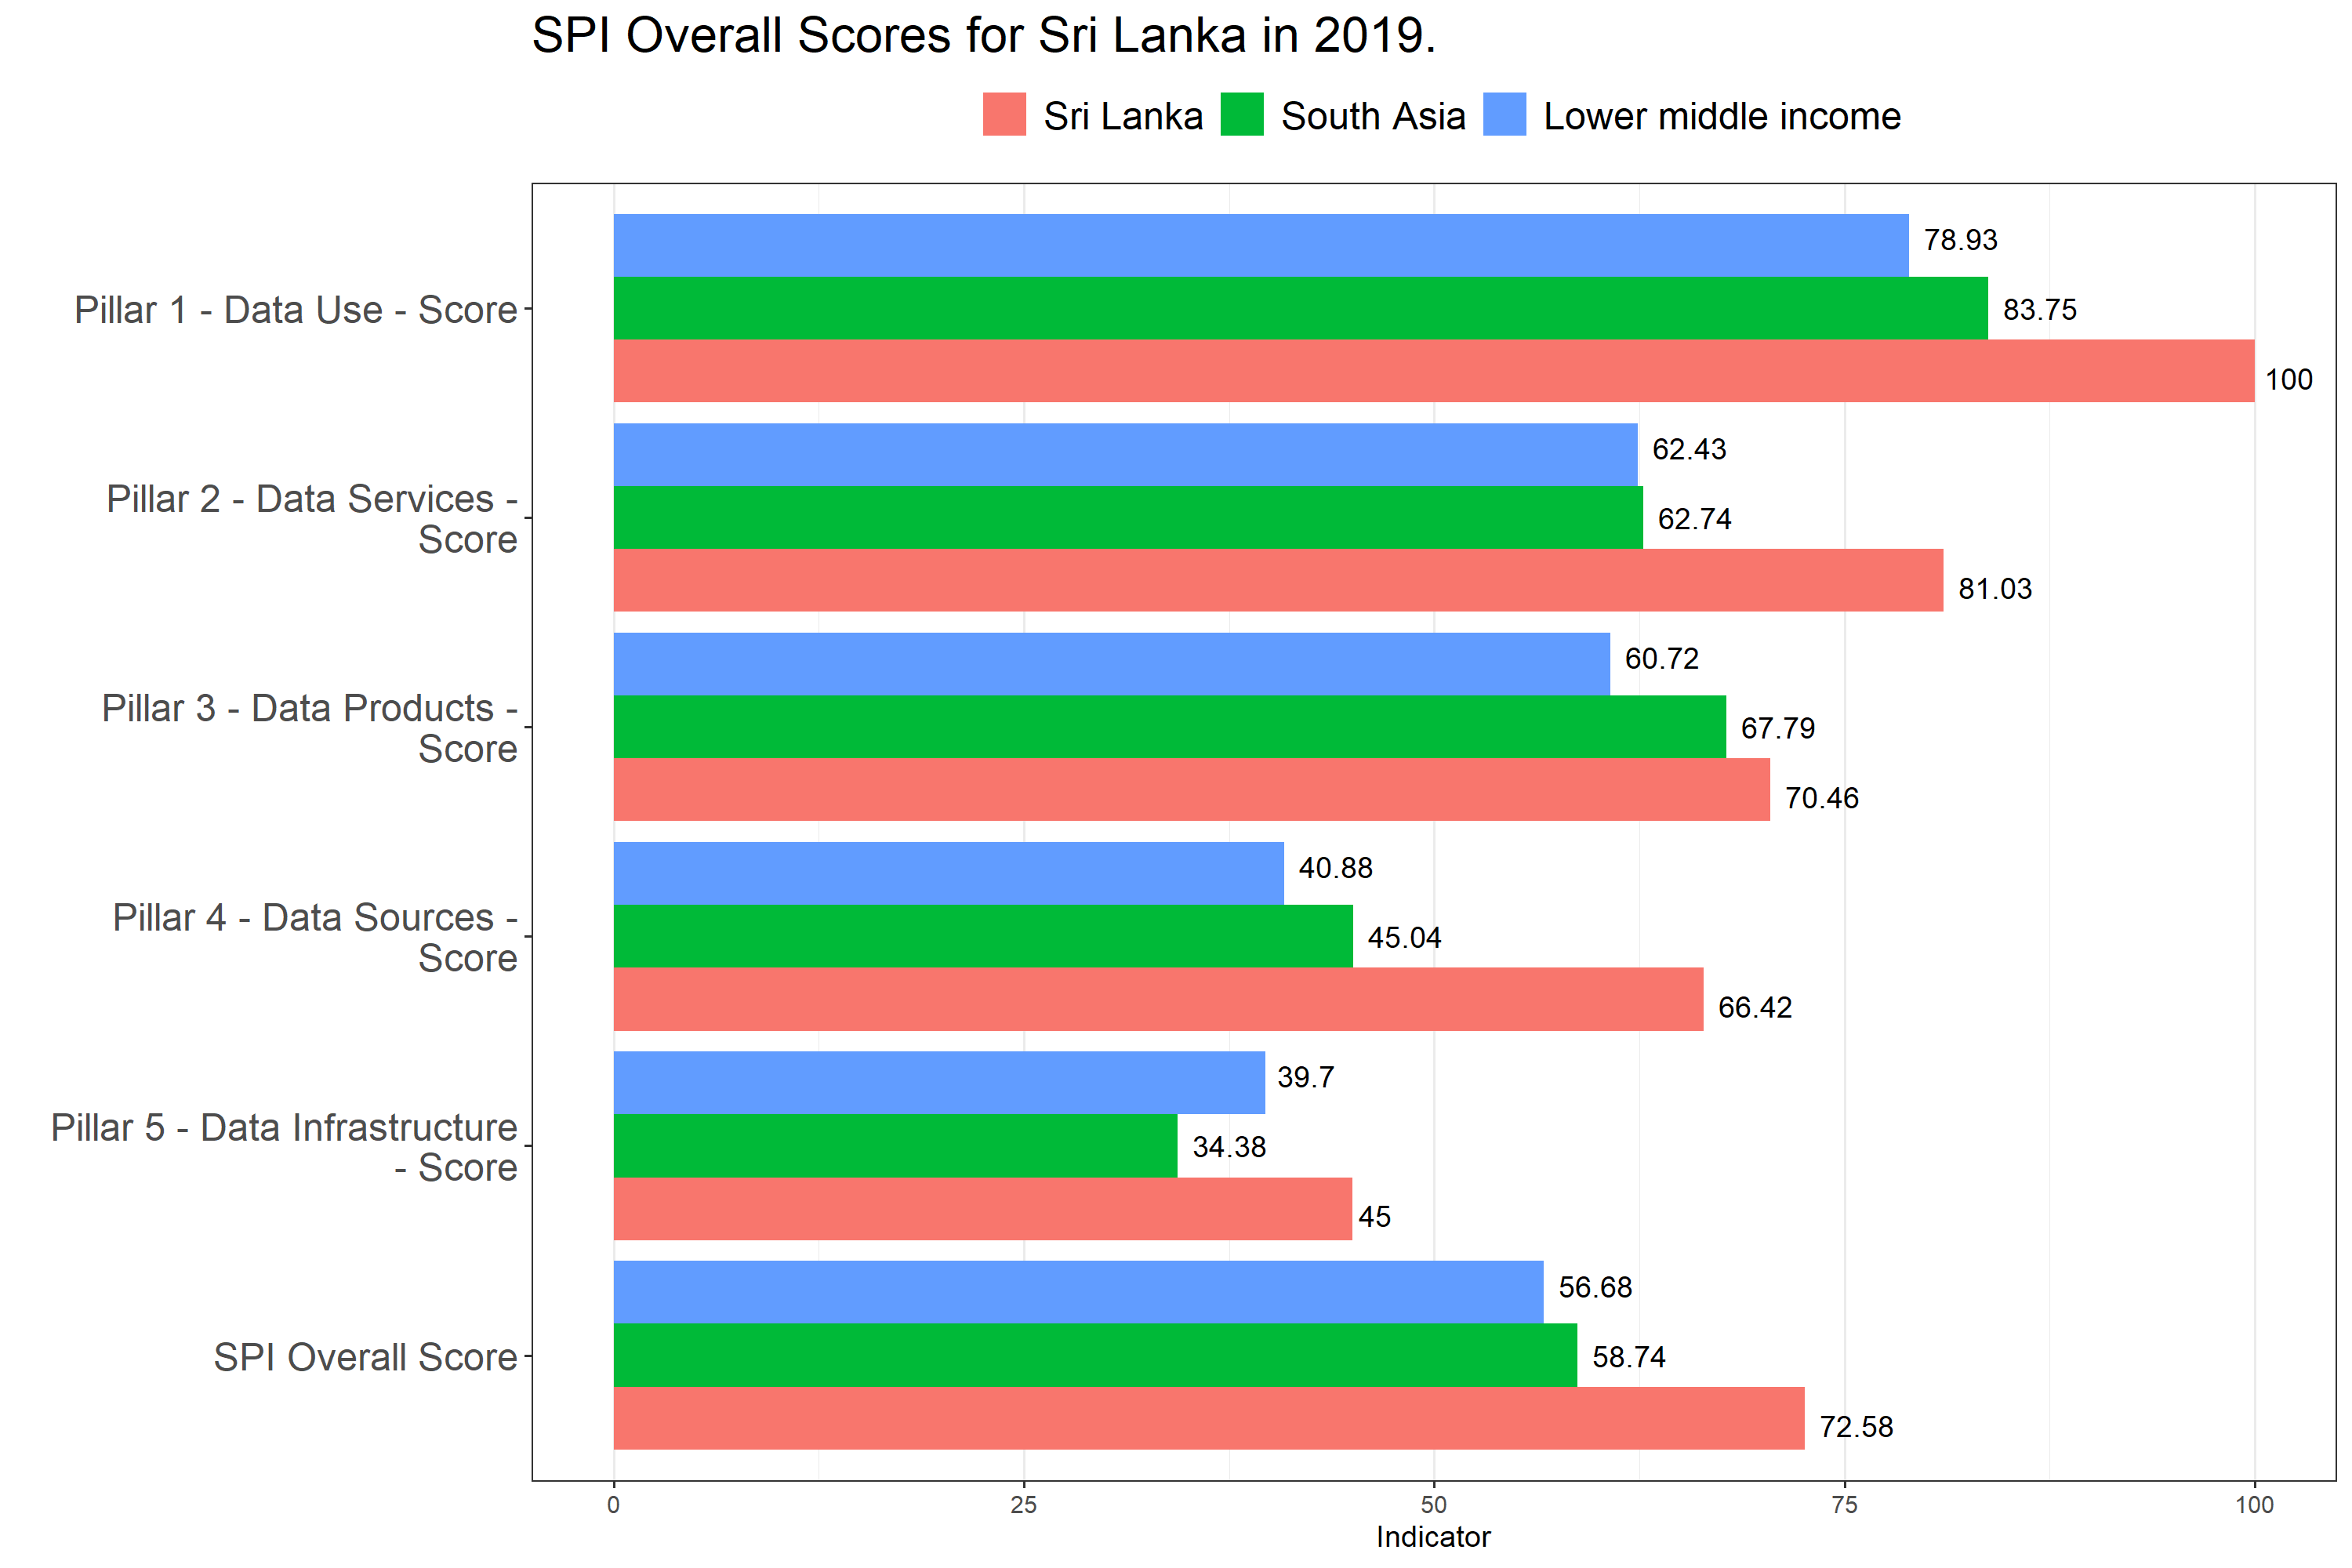 SPI Overall Scores for Sri Lanka in 2019.
Sri Lanka South Asia Lower middle income
78.93
Pillar 1 - Data Use - Score
83.75
100
62.43
Pillar 2 - Data Services -
Score
62.74
81.03
60.72
Pillar 3 - Data Products -
Score
67.79
70.46
40.88
Pillar 4 - Data Sources -
Score
45.04
66.42
39.7
Pillar 5 - Data Infrastructure
- Score
34.38
45
56.68
SPI Overall Score
58.74
72.58
0 25 50 75 100
Indicator